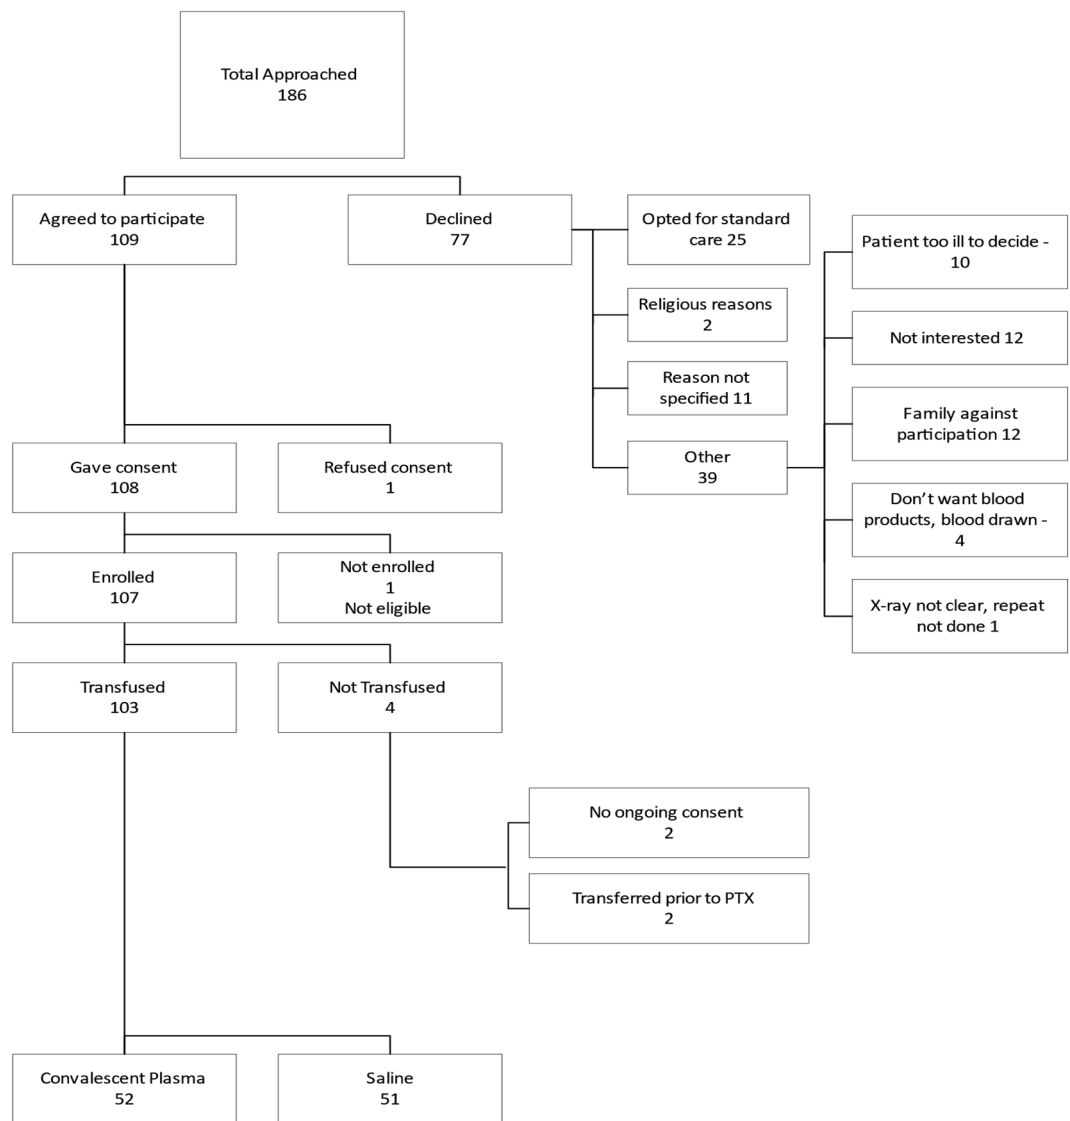 Total Approached
186
Agreed to participate
109
Declined
77
Opted for standard
care 25
Religious reasons
2
Reason not
specified 11
Other
39
Patient too ill to decide -
10
Not interested 12
Family against
participation 12
Don’t want blood
products, blood drawn -
4
X-ray not clear, repeat
not done 1
Gave consent
108
Refused consent
1
Enrolled
107
Not enrolled
1
Not eligible
Transfused
103
Not Transfused
4
No ongoing consent
2
Transferred prior to PTX
2
Convalescent Plasma
52
Saline
51